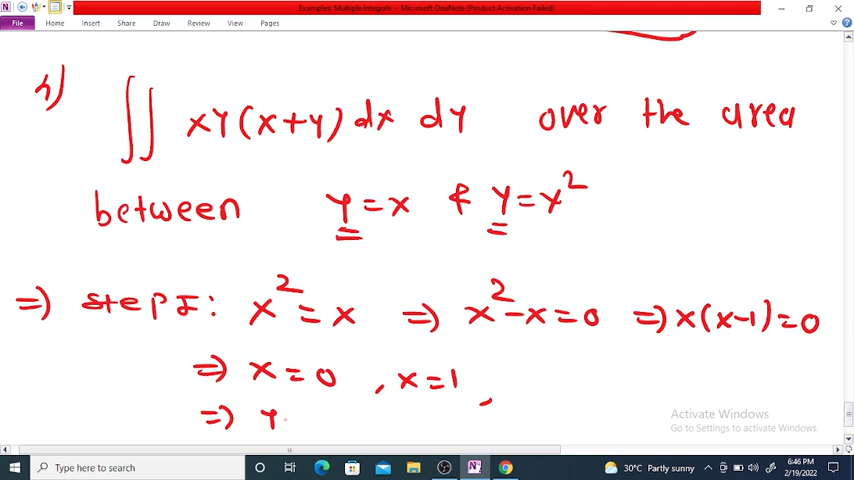 Examples: Multiple Integrals -- Microsoft OneNote (Product Activation Failed)
File Home Insert Share Draw Review View Pages
∬ xy(x+y) dx dy over the area
between y=x & y=x²
=) step I: x²=x =) x²-x=0 =) x(x-1)=0
=) x=0 , x=1 ,
=) y
Activate Windows
Go to Settings to activate Windows.
Type here to search
30°C Partly sunny
6:46 PM
2/19/2022